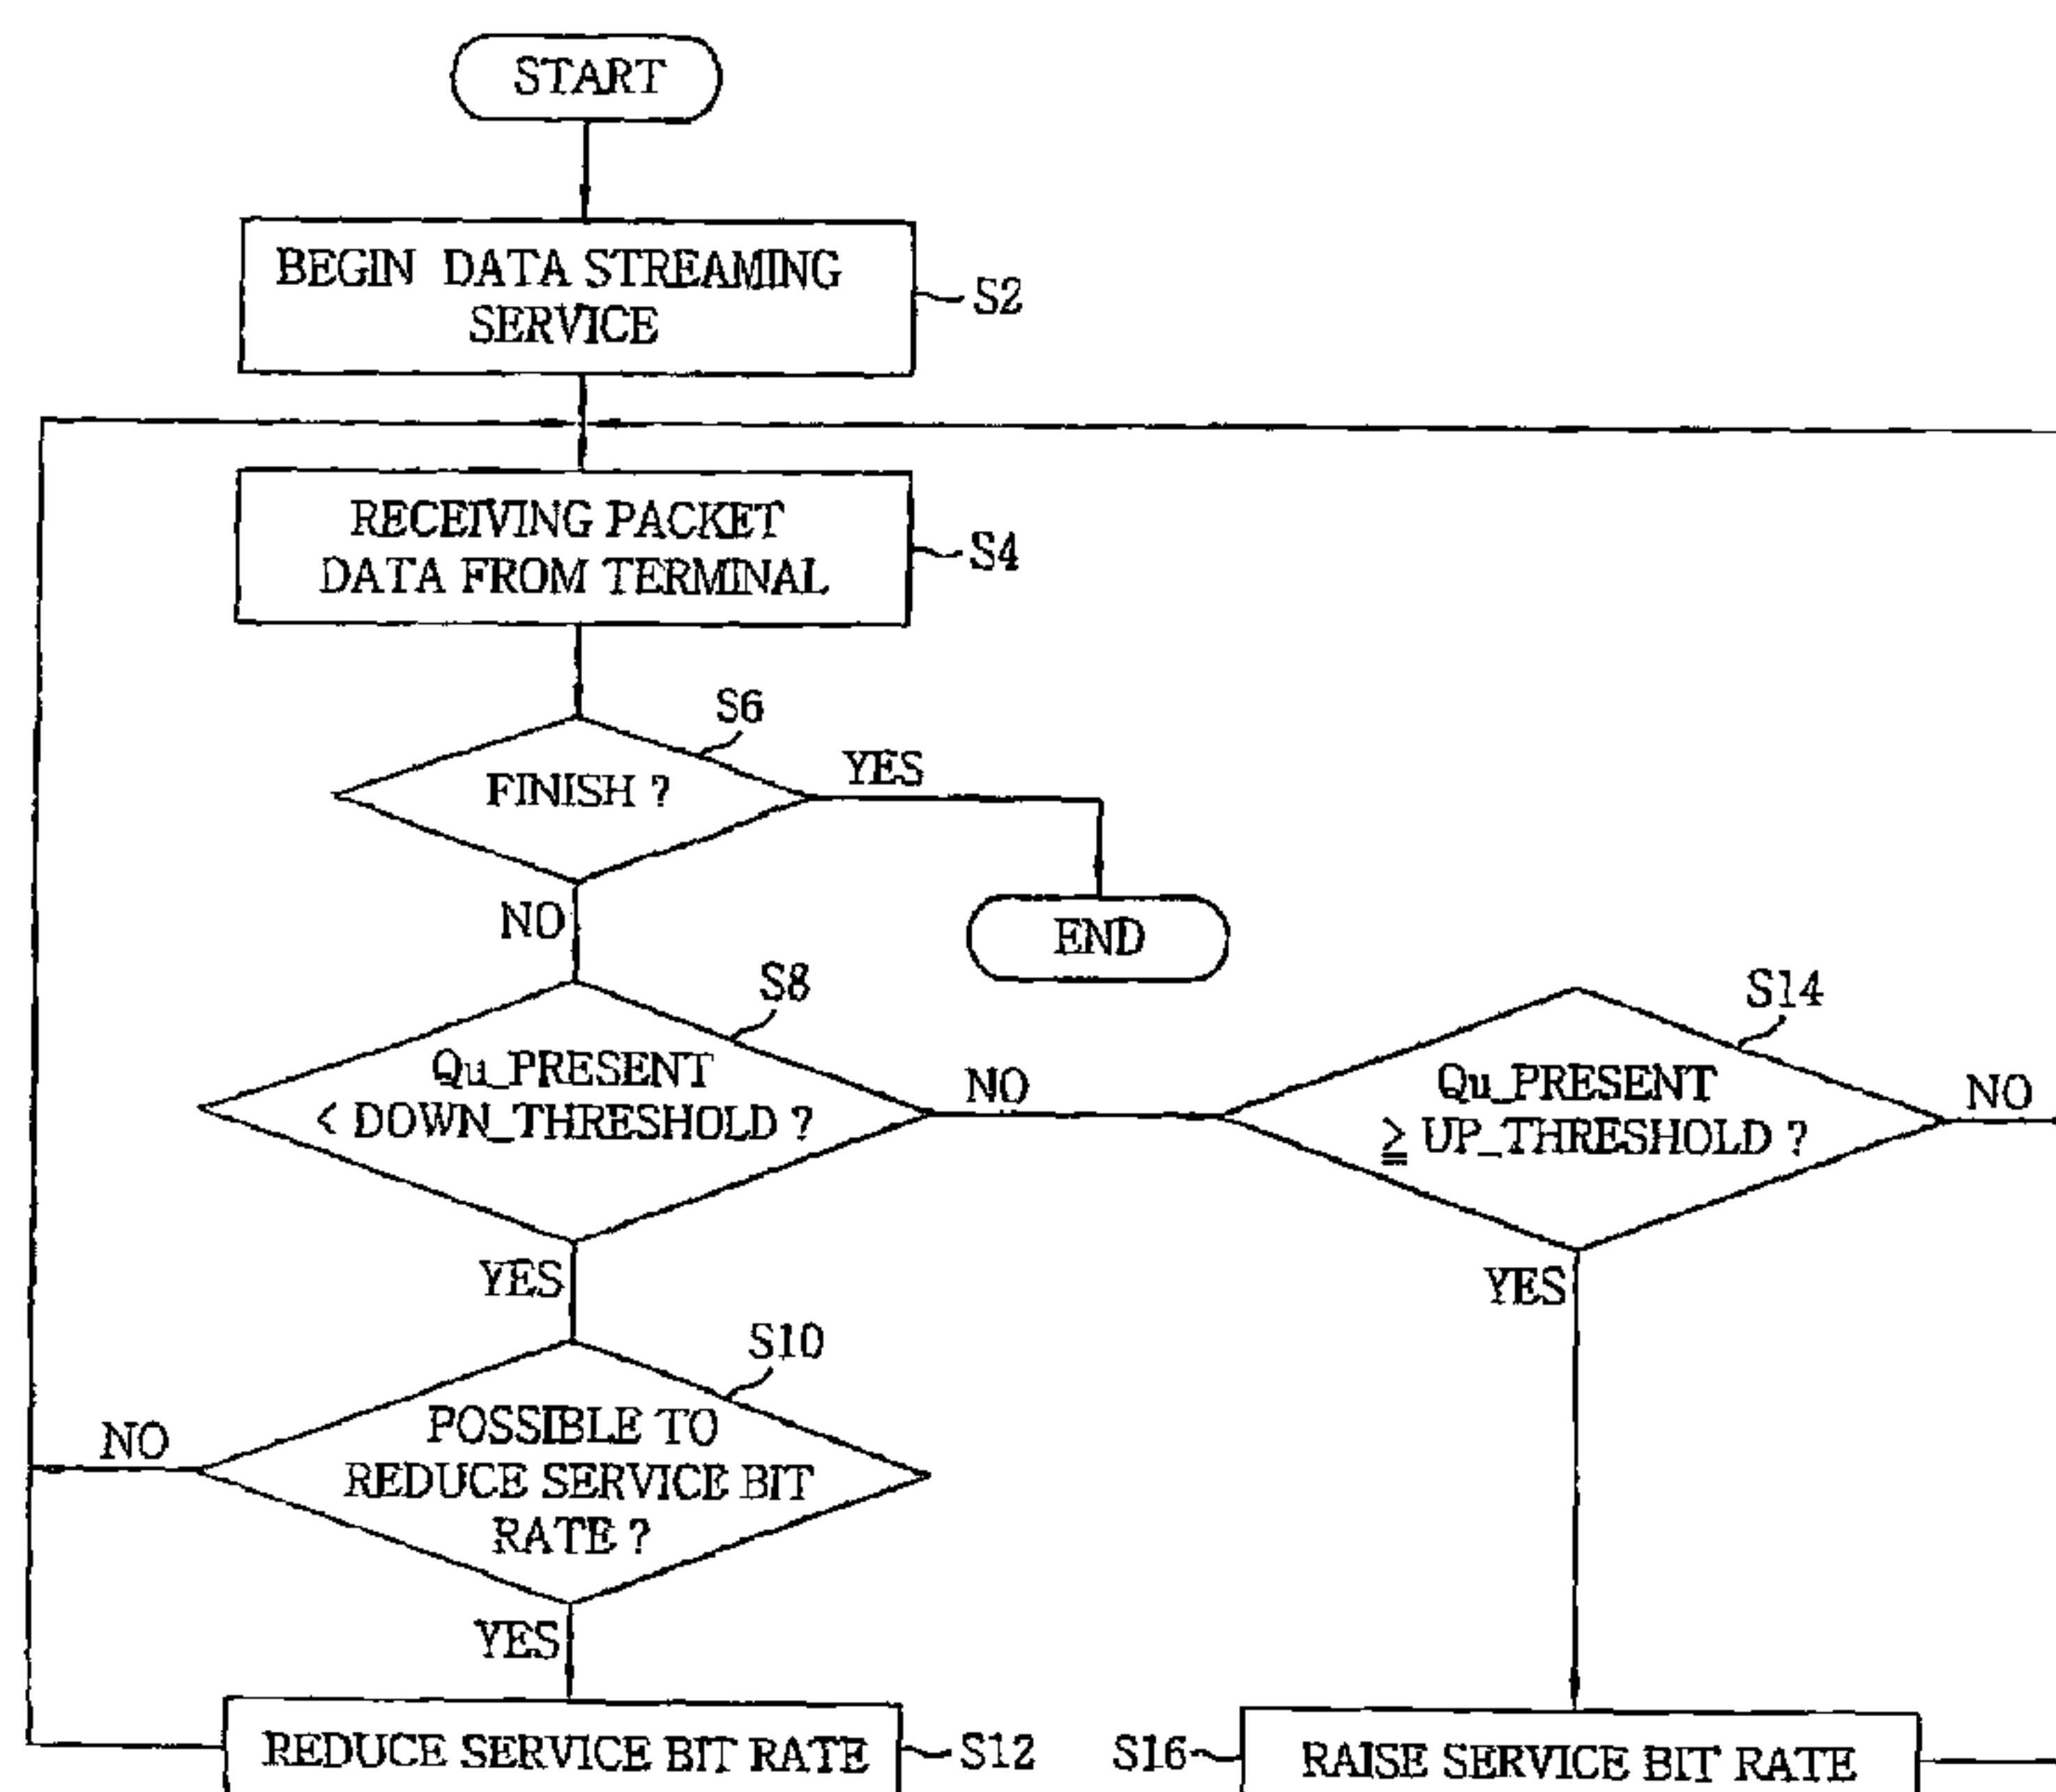 START
BEGIN DATA STREAMING
SERVICE
S2
RECEIVING PACKET
DATA FROM TERMINAL
S4
S6
FINISH ?
YES
NO
END
S8
Qu_PRESENT
< DOWN_THRESHOLD ?
NO
S14
Qu_PRESENT
≧ UP_THRESHOLD ?
NO
YES
YES
S10
POSSIBLE TO
REDUCE SERVICE BIT
RATE ?
NO
YES
REDUCE SERVICE BIT RATE
S12
S16
RAISE SERVICE BIT RATE